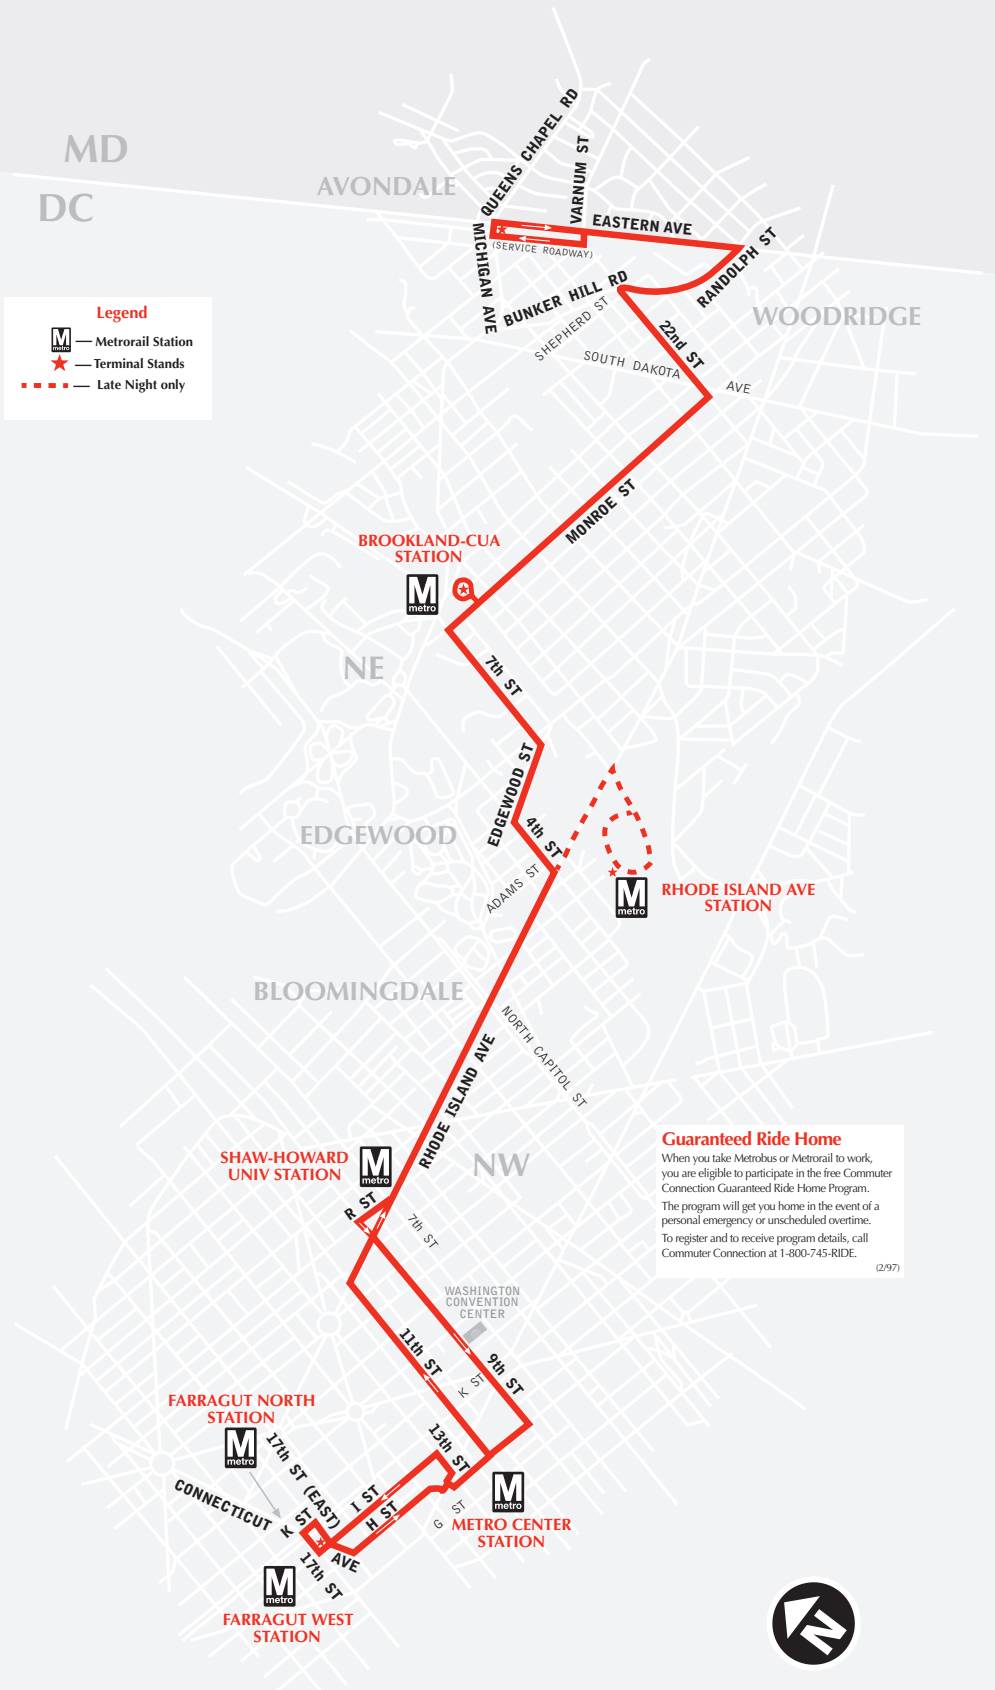 MD
DC
AVONDALE
QUEENS CHAPEL RD
VARNUM ST
EASTERN AVE
(SERVICE ROADWAY)
MICHIGAN AVE
BUNKER HILL RD
RANDOLPH ST
SHEPHERD ST
WOODRIDGE
22nd ST
SOUTH DAKOTA
AVE
Legend
M
metro
— Metrorail Station
— Terminal Stands
— Late Night only
MONROE ST
BROOKLAND-CUA
STATION
M
metro
NE
7th ST
EDGEWOOD ST
EDGEWOOD
4th ST
ADAMS ST
M
metro
RHODE ISLAND AVE
STATION
BLOOMINGDALE
NORTH CAPITOL ST
RHODE ISLAND AVE
SHAW-HOWARD
UNIV STATION
M
metro
NW
R ST
7th ST
Guaranteed Ride Home
When you take Metrobus or Metrorail to work,
you are eligible to participate in the free Commuter
Connection Guaranteed Ride Home Program.
The program will get you home in the event of a
personal emergency or unscheduled overtime.
To register and to receive program details, call
Commuter Connection at 1-800-745-RIDE.
(2/97)
WASHINGTON
CONVENTION
CENTER
11th ST
9th ST
K ST
FARRAGUT NORTH
STATION
M
metro
13th ST
17th ST (EAST)
CONNECTICUT
K ST
I ST
H ST
G ST
M
metro
METRO CENTER
STATION
AVE
17th ST
M
metro
FARRAGUT WEST
STATION
N